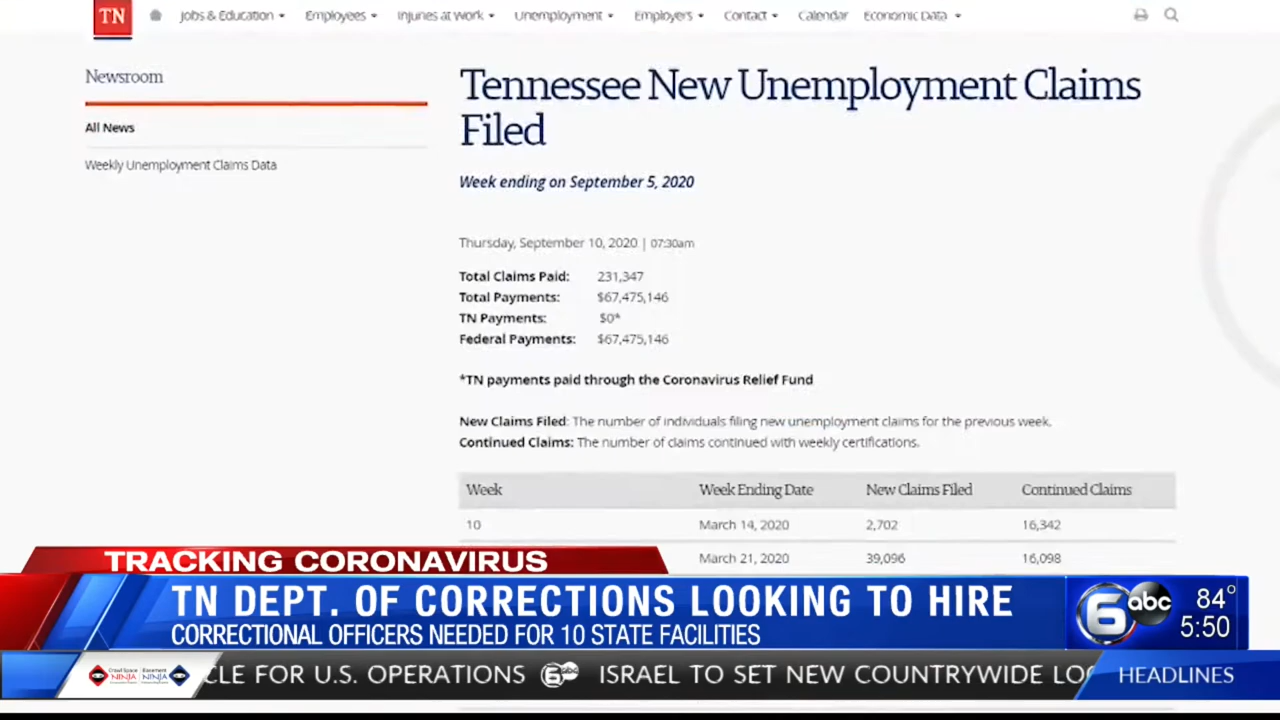 TN Jobs & Education Employees Injuries at Work Unemployment Employers Contact Calendar Economic Data
Newsroom
All News
Weekly Unemployment Claims Data
Tennessee New Unemployment Claims
Filed
Week ending on September 5, 2020
Thursday, September 10, 2020 | 07:30am
Total Claims Paid: 231,347
Total Payments: $67,475,146
TN Payments: $0*
Federal Payments: $67,475,146
*TN payments paid through the Coronavirus Relief Fund
New Claims Filed: The number of individuals filing new unemployment claims for the previous week.
Continued Claims: The number of claims continued with weekly certifications.
Week Week Ending Date New Claims Filed Continued Claims
10 March 14, 2020 2,702 16,342
March 21, 2020 39,096 16,098
TRACKING CORONAVIRUS
TN DEPT. OF CORRECTIONS LOOKING TO HIRE
CORRECTIONAL OFFICERS NEEDED FOR 10 STATE FACILITIES
6 abc 84°
5:50
Crawl Space NINJA Basement NINJA CLE FOR U.S. OPERATIONS 6 abc ISRAEL TO SET NEW COUNTRYWIDE LO HEADLINES